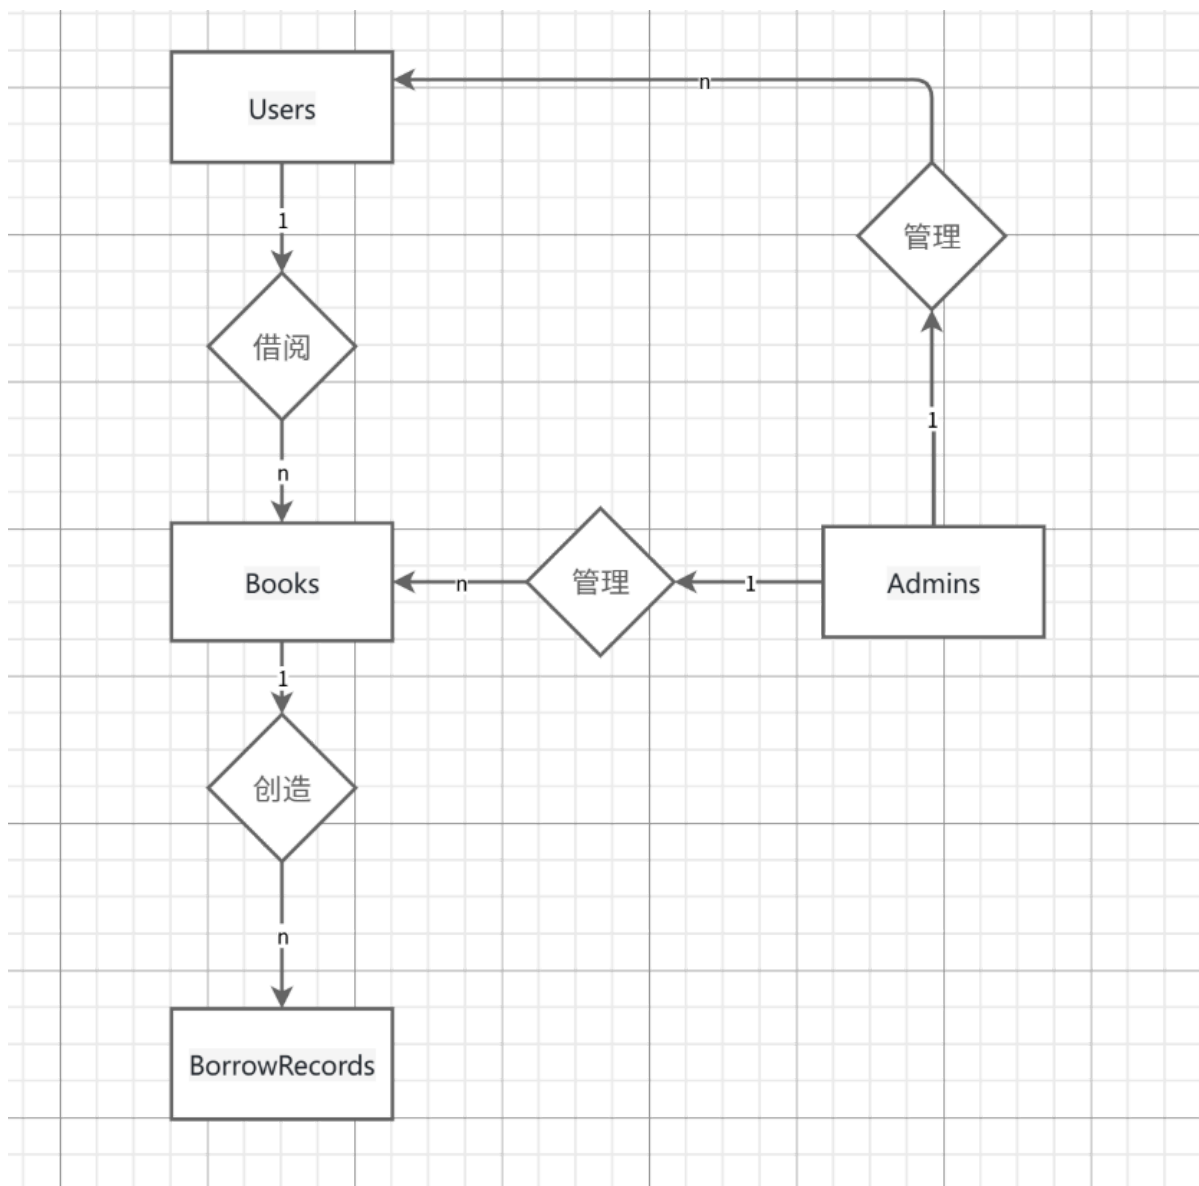 Users
n
管理
1
借阅
1
n
Books
n
管理
1
Admins
1
创造
n
BorrowRecords